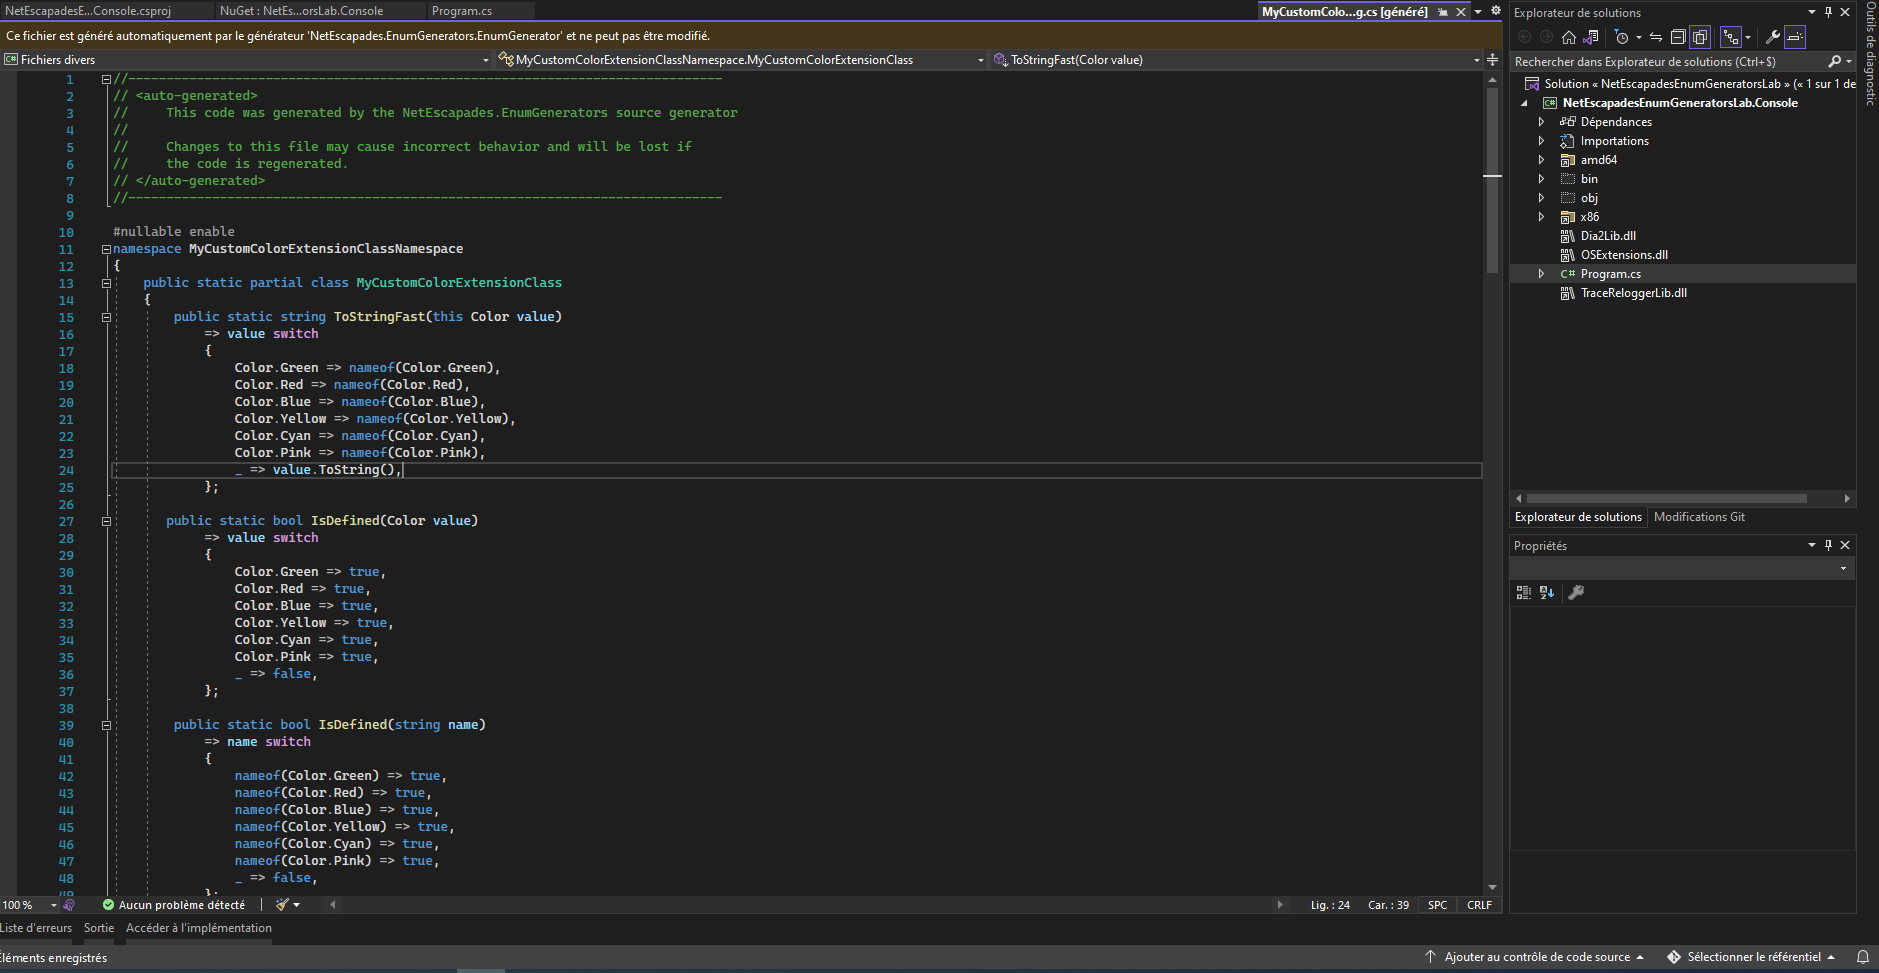 NetEscapadesE...Console.csproj
NuGet : NetEs...orsLab.Console
Program.cs
MyCustomColo...g.cs [généré]
Ce fichier est généré automatiquement par le générateur 'NetEscapades.EnumGenerators.EnumGenerator' et ne peut pas être modifié.
C# Fichiers divers
MyCustomColorExtensionClassNamespace.MyCustomColorExtensionClass
ToStringFast(Color value)
1 //------------------------------------------------------------------------------
2 // <auto-generated>
3 //     This code was generated by the NetEscapades.EnumGenerators source generator
4 //
5 //     Changes to this file may cause incorrect behavior and will be lost if
6 //     the code is regenerated.
7 // </auto-generated>
8 //------------------------------------------------------------------------------
9
10 #nullable enable
11 namespace MyCustomColorExtensionClassNamespace
12 {
13     public static partial class MyCustomColorExtensionClass
14     {
15         public static string ToStringFast(this Color value)
16             => value switch
17             {
18                 Color.Green => nameof(Color.Green),
19                 Color.Red => nameof(Color.Red),
20                 Color.Blue => nameof(Color.Blue),
21                 Color.Yellow => nameof(Color.Yellow),
22                 Color.Cyan => nameof(Color.Cyan),
23                 Color.Pink => nameof(Color.Pink),
24                 _ => value.ToString(),
25             };
26
27        public static bool IsDefined(Color value)
28             => value switch
29             {
30                 Color.Green => true,
31                 Color.Red => true,
32                 Color.Blue => true,
33                 Color.Yellow => true,
34                 Color.Cyan => true,
35                 Color.Pink => true,
36                 _ => false,
37             };
38
39         public static bool IsDefined(string name)
40             => name switch
41             {
42                 nameof(Color.Green) => true,
43                 nameof(Color.Red) => true,
44                 nameof(Color.Blue) => true,
45                 nameof(Color.Yellow) => true,
46                 nameof(Color.Cyan) => true,
47                 nameof(Color.Pink) => true,
48                 _ => false,
49             };
100 %
Aucun problème détecté
Lig. : 24
Car. : 39
SPC
CRLF
Liste d'erreurs
Sortie
Accéder à l'implémentation
Éléments enregistrés
Ajouter au contrôle de code source
Sélectionner le référentiel
Explorateur de solutions
Rechercher dans Explorateur de solutions (Ctrl+$)
Solution « NetEscapadesEnumGeneratorsLab » (« 1 sur 1 de
C# NetEscapadesEnumGeneratorsLab.Console
Dépendances
Importations
amd64
bin
obj
x86
Dia2Lib.dll
OSExtensions.dll
C# Program.cs
TraceReloggerLib.dll
Explorateur de solutions
Modifications Git
Propriétés
Outils de diagnostic